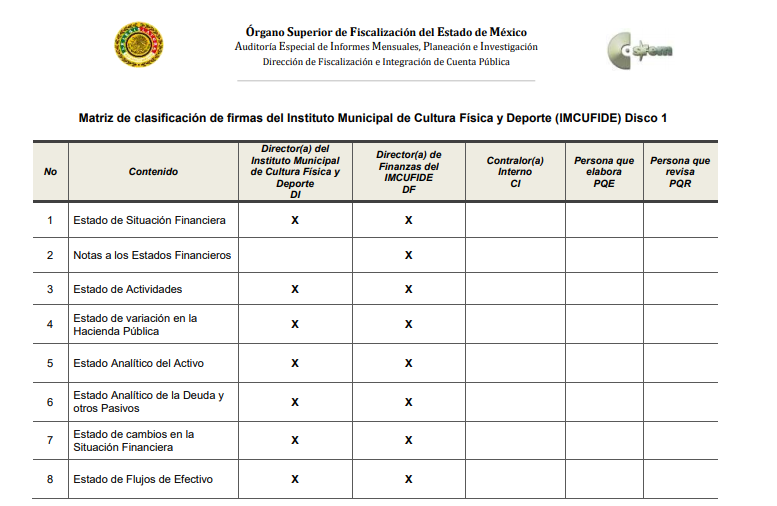 Órgano Superior de Fiscalización del Estado de México
Auditoría Especial de Informes Mensuales, Planeación e Investigación
Dirección de Fiscalización e Integración de Cuenta Pública
osfem
Matriz de clasificación de firmas del Instituto Municipal de Cultura Física y Deporte (IMCUFIDE) Disco 1
No
Contenido
Director(a) del
Instituto Municipal
de Cultura Física y
Deporte
DI
Director(a) de
Finanzas del
IMCUFIDE
DF
Contralor(a)
Interno
CI
Persona que
elabora
PQE
Persona que
revisa
PQR
1 Estado de Situación Financiera X X
2 Notas a los Estados Financieros X
3 Estado de Actividades X X
4 Estado de variación en la
Hacienda Pública X X
5 Estado Analítico del Activo X X
6 Estado Analítico de la Deuda y
otros Pasivos X X
7 Estado de cambios en la
Situación Financiera X X
8 Estado de Flujos de Efectivo X X